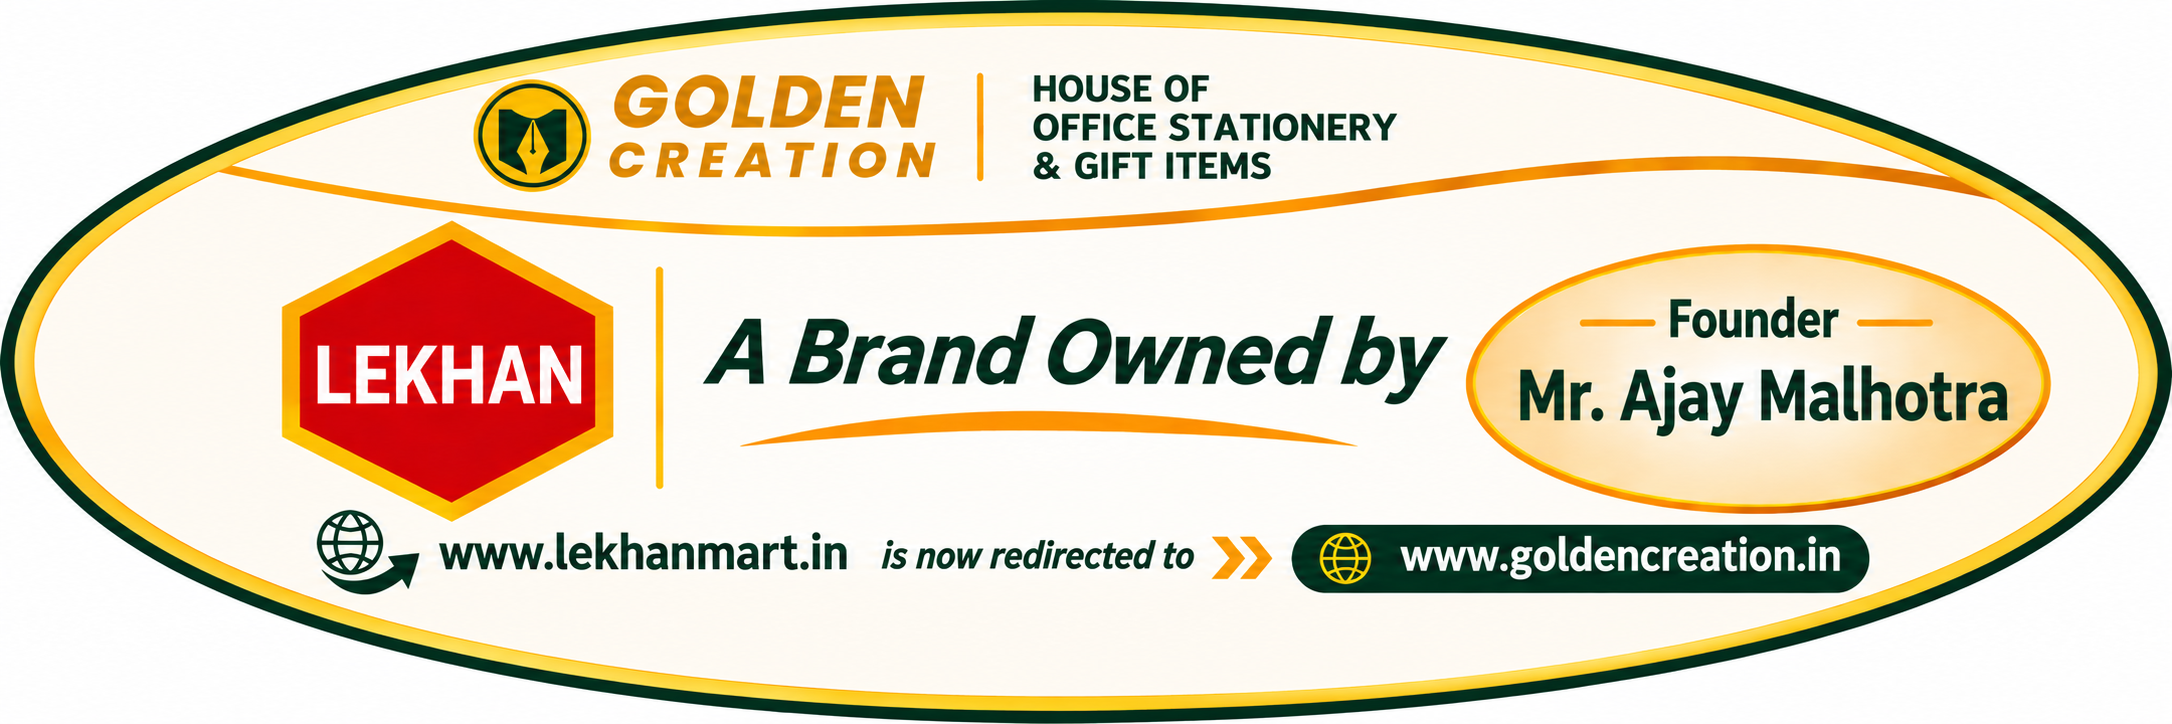 GOLDEN
CREATION
HOUSE OF
OFFICE STATIONERY
& GIFT ITEMS
LEKHAN
A Brand Owned by
Founder
Mr. Ajay Malhotra
www.lekhanmart.in is now redirected to www.goldencreation.in